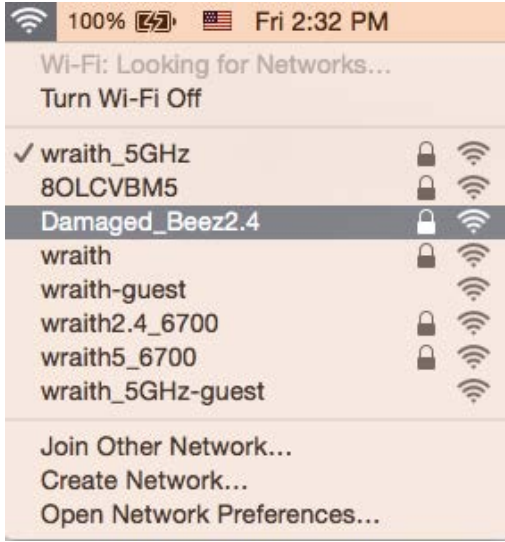 100% Fri 2:32 PM
Wi-Fi: Looking for Networks...
Turn Wi-Fi Off
wraith_5GHz
8OLCVBM5
Damaged_Beez2.4
wraith
wraith-guest
wraith2.4_6700
wraith5_6700
wraith_5GHz-guest
Join Other Network...
Create Network...
Open Network Preferences...